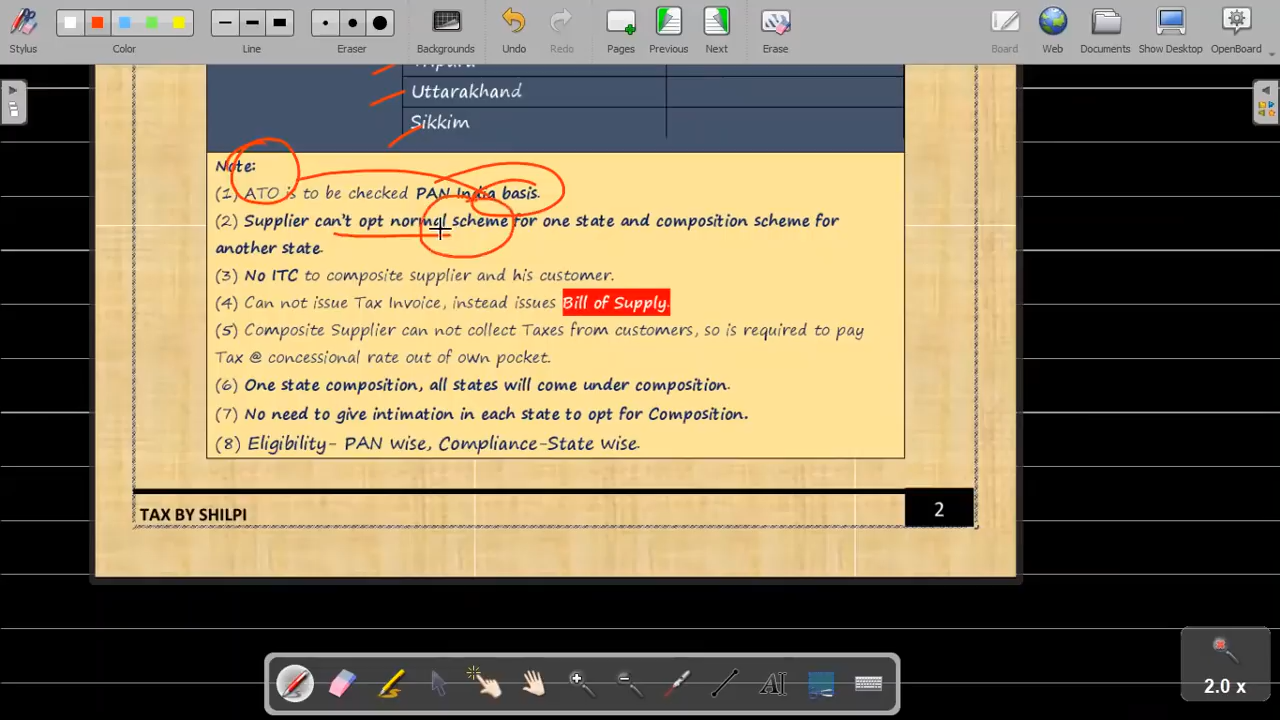 Stylus
Color
Line
Eraser
Backgrounds
Undo
Redo
Pages
Previous
Next
Erase
Board
Web
Documents
Show Desktop
OpenBoard
Tripura
Uttarakhand
Sikkim
Note:
(1) ATO is to be checked PAN India basis.
(2) Supplier can't opt normal scheme for one state and composition scheme for
another state.
(3) No ITC to composite supplier and his customer.
(4) Can not issue Tax Invoice, instead issues Bill of Supply.
(5) Composite Supplier can not collect Taxes from customers, so is required to pay
Tax @ concessional rate out of own pocket.
(6) One state composition, all states will come under composition.
(7) No need to give intimation in each state to opt for Composition.
(8) Eligibility- PAN wise, Compliance-State wise.
TAX BY SHILPI
2
AI
2.0 x